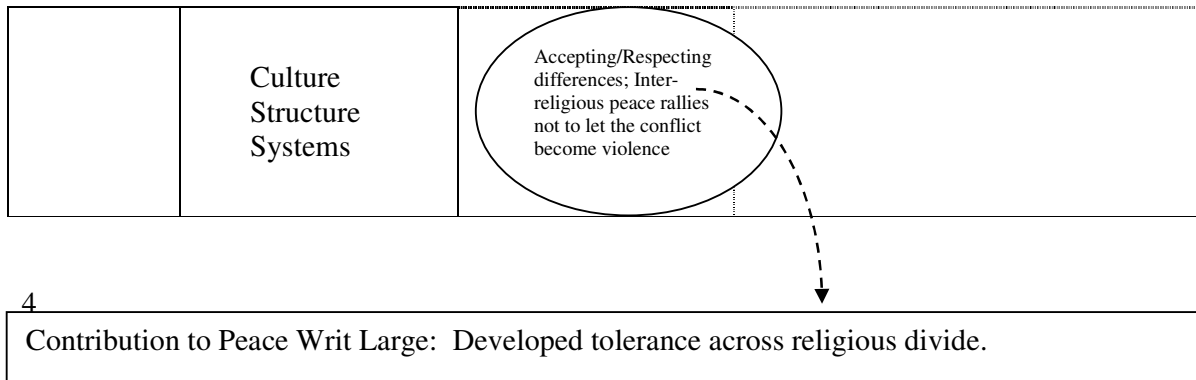 Culture
Structure
Systems
Accepting/Respecting
differences; Inter-
religious peace rallies
not to let the conflict
become violence
4
Contribution to Peace Writ Large:  Developed tolerance across religious divide.